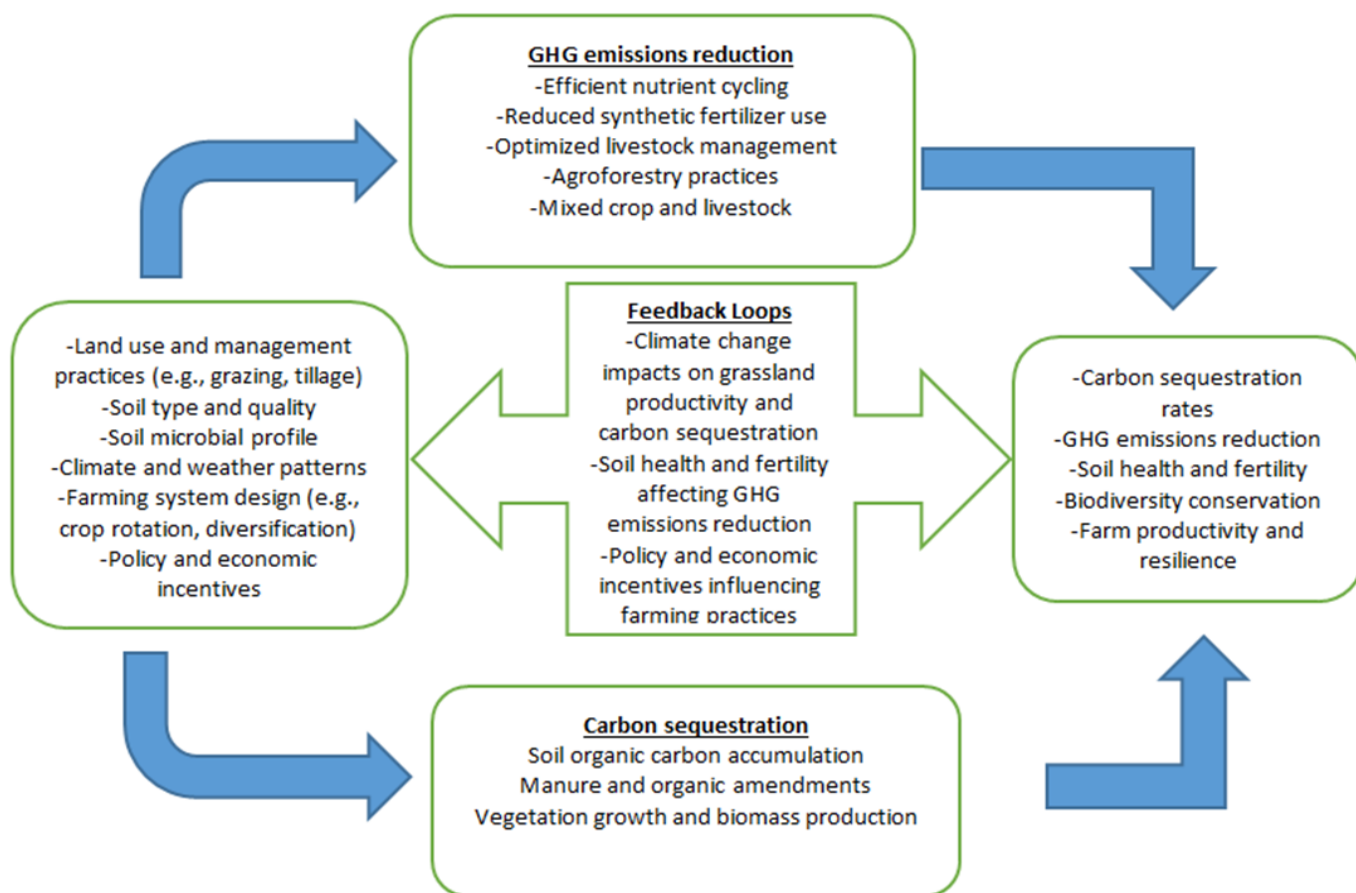 GHG emissions reduction
-Efficient nutrient cycling
-Reduced synthetic fertilizer use
-Optimized livestock management
-Agroforestry practices
-Mixed crop and livestock
-Land use and management
practices (e.g., grazing, tillage)
-Soil type and quality
-Soil microbial profile
-Climate and weather patterns
-Farming system design (e.g.,
crop rotation, diversification)
-Policy and economic
incentives
Feedback Loops
-Climate change
impacts on grassland
productivity and
carbon sequestration
-Soil health and fertility
affecting GHG
emissions reduction
-Policy and economic
incentives influencing
farming practices
-Carbon sequestration
rates
-GHG emissions reduction
-Soil health and fertility
-Biodiversity conservation
-Farm productivity and
resilience
Carbon sequestration
Soil organic carbon accumulation
Manure and organic amendments
Vegetation growth and biomass production